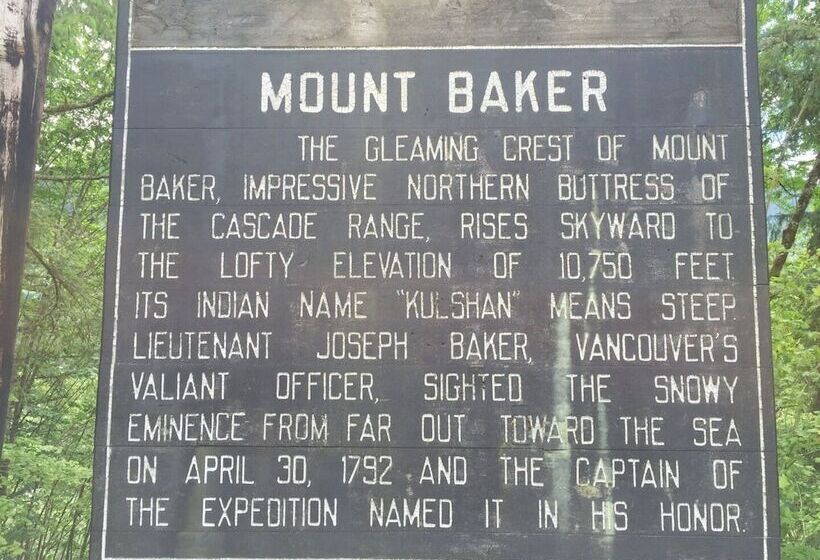 MOUNT BAKER
THE GLEAMING CREST OF MOUNT
BAKER, IMPRESSIVE NORTHERN BUTTRESS OF
THE CASCADE RANGE, RISES SKYWARD TO
THE LOFTY ELEVATION OF 10,750 FEET.
ITS INDIAN NAME "KULSHAN" MEANS STEEP.
LIEUTENANT JOSEPH BAKER, VANCOUVER'S
VALIANT OFFICER, SIGHTED THE SNOWY
EMINENCE FROM FAR OUT TOWARD THE SEA
ON APRIL 30, 1792 AND THE CAPTAIN OF
THE EXPEDITION NAMED IT IN HIS HONOR.